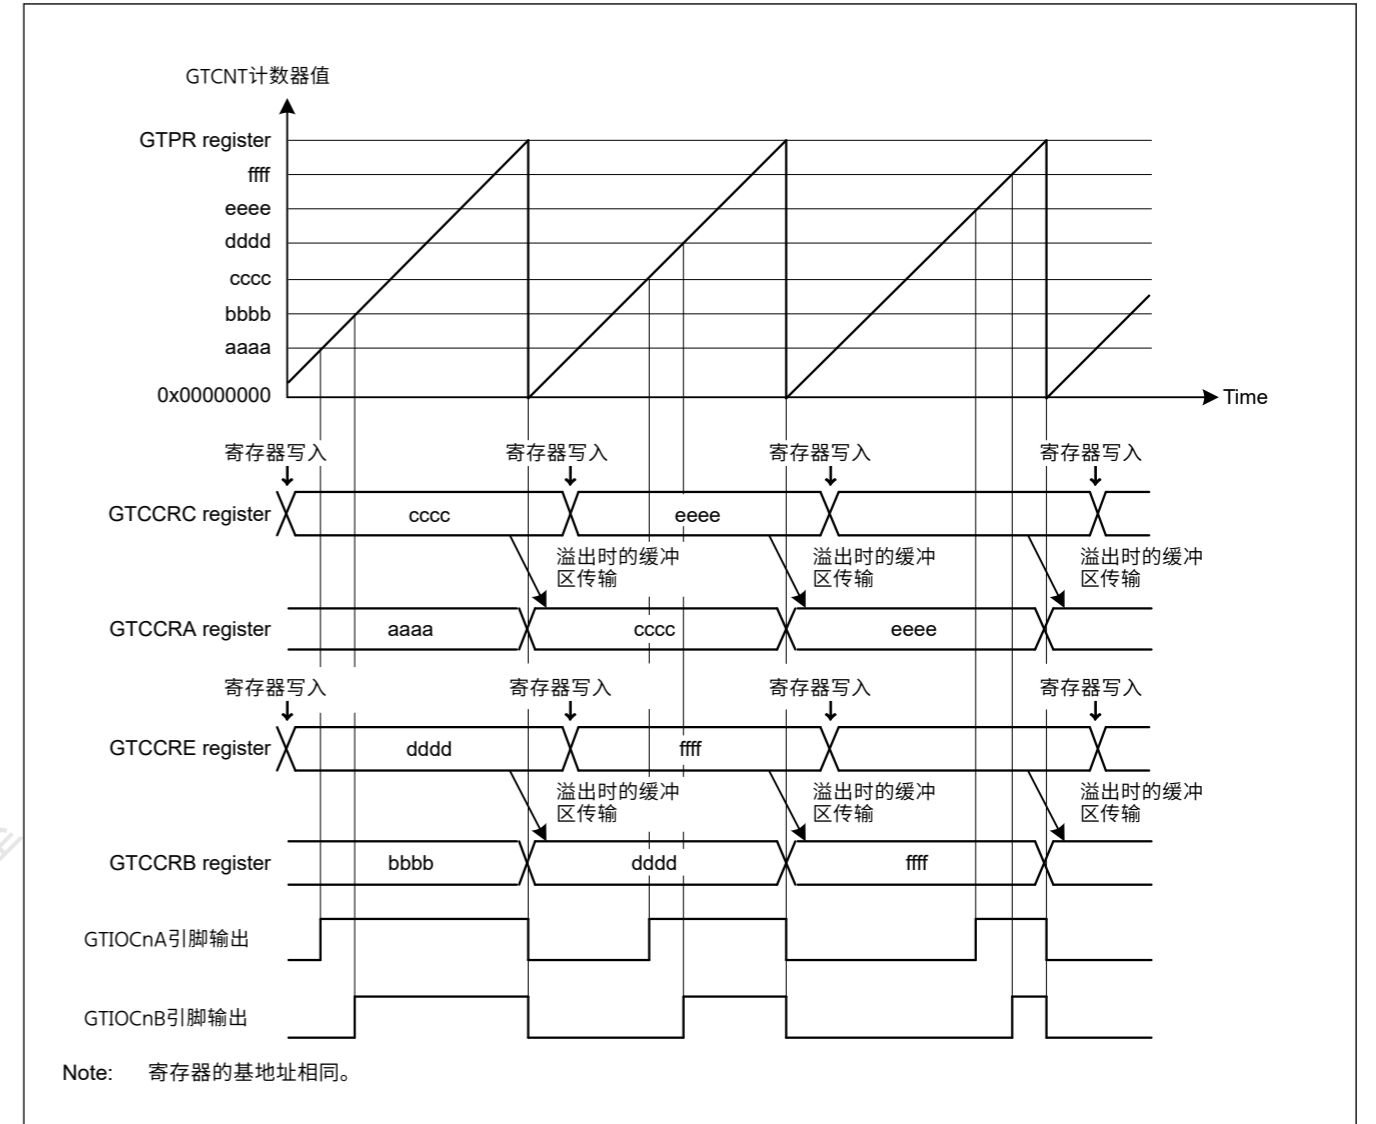 GTCNT计数器值
GTPR register
ffff
eeee
dddd
cccc
bbbb
aaaa
0x00000000
Time
寄存器写入 寄存器写入 寄存器写入 寄存器写入
GTCCRC register cccc eeee
溢出时的缓冲 溢出时的缓冲 溢出时的缓冲
区传输 区传输 区传输
GTCCRA register aaaa cccc eeee
寄存器写入 寄存器写入 寄存器写入 寄存器写入
GTCCRE register dddd ffff
溢出时的缓冲 溢出时的缓冲 溢出时的缓冲
区传输 区传输 区传输
GTCCRB register bbbb dddd ffff
GTIOCnA引脚输出
GTIOCnB引脚输出
Note: 寄存器的基地址相同。